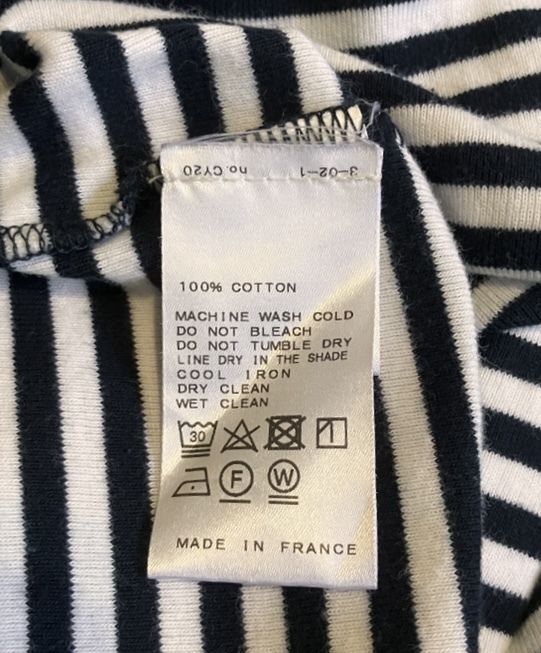 no.CY20 3-02-1
100% COTTON
MACHINE WASH COLD
DO NOT BLEACH
DO NOT TUMBLE DRY
LINE DRY IN THE SHADE
COOL IRON
DRY CLEAN
WET CLEAN
30
F W
MADE IN FRANCE